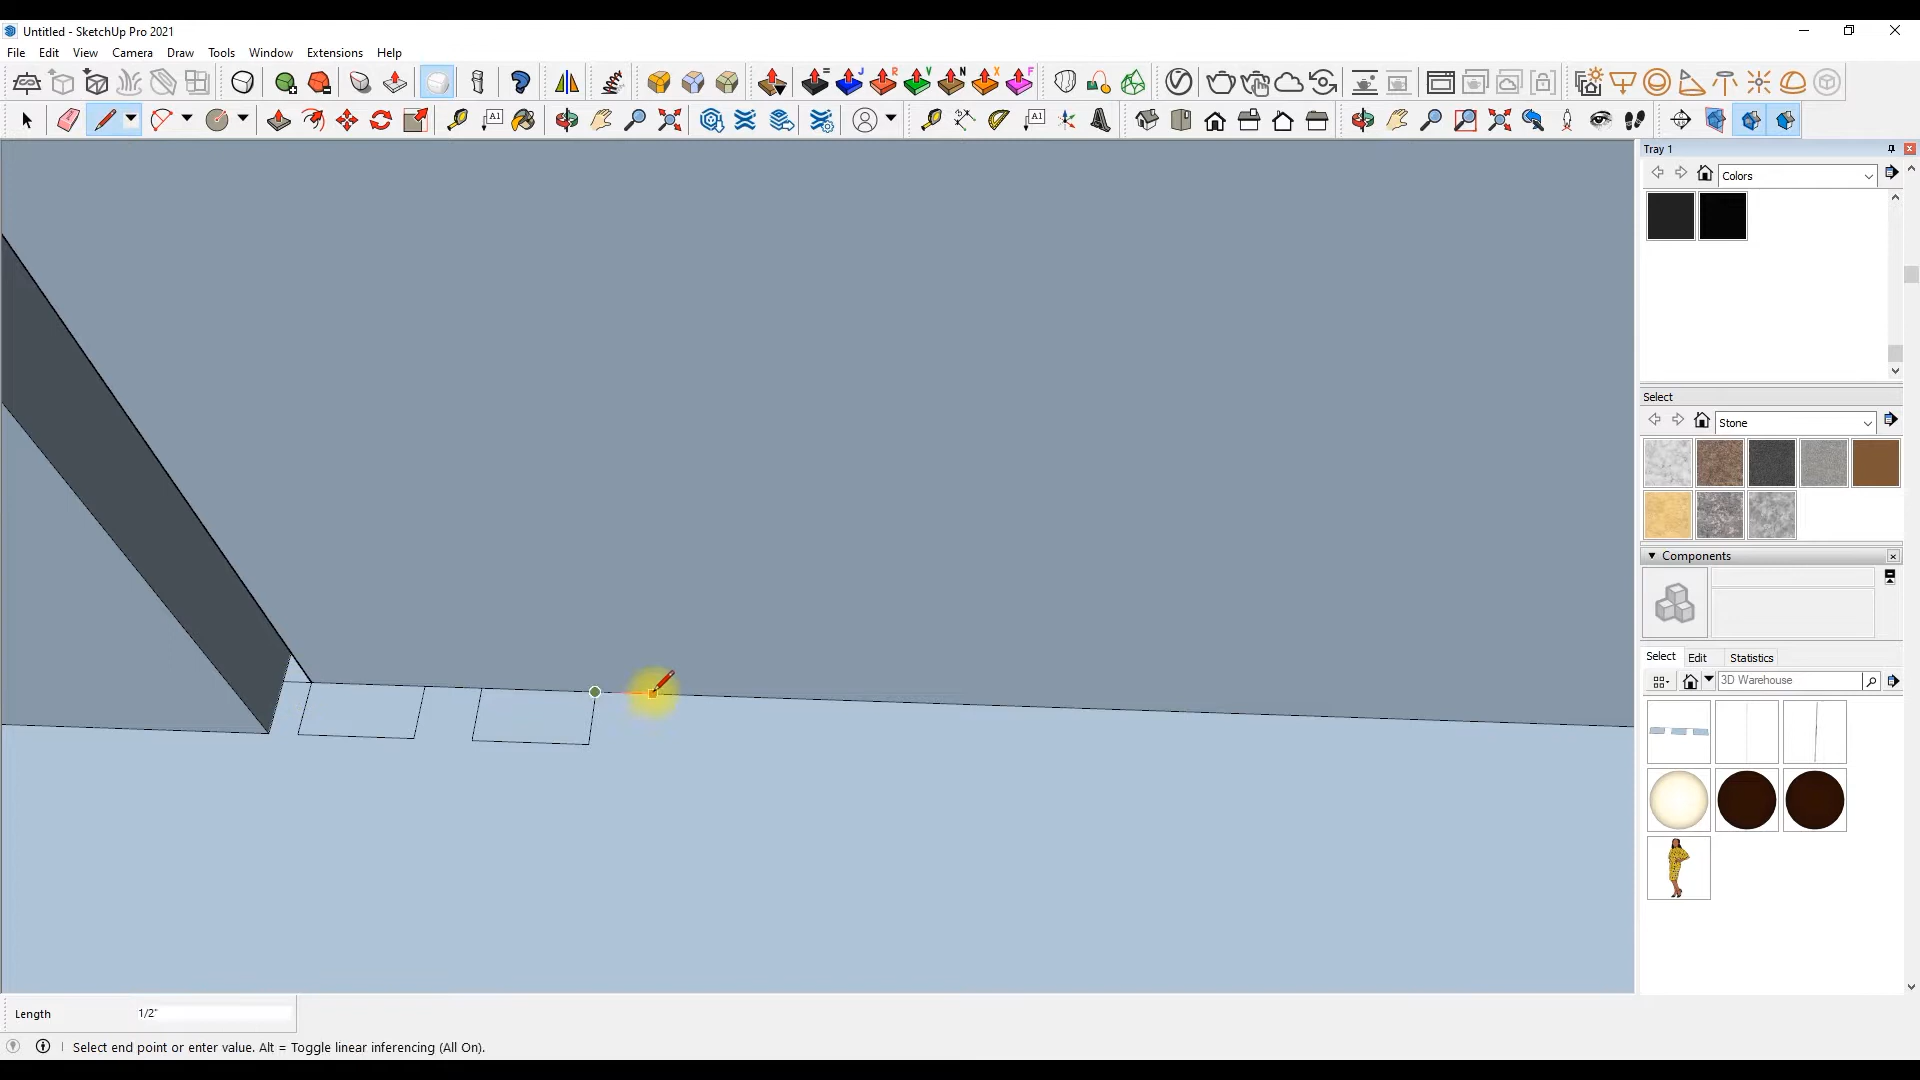 Untitled - SketchUp Pro 2021
File Edit View Camera Draw Tools Window Extensions Help
= J R V N X F
A1 A1
Tray 1
Colors
Select
Stone
Components
Select Edit Statistics
3D Warehouse
Length 1/2"
Select end point or enter value. Alt = Toggle linear inferencing (All On).